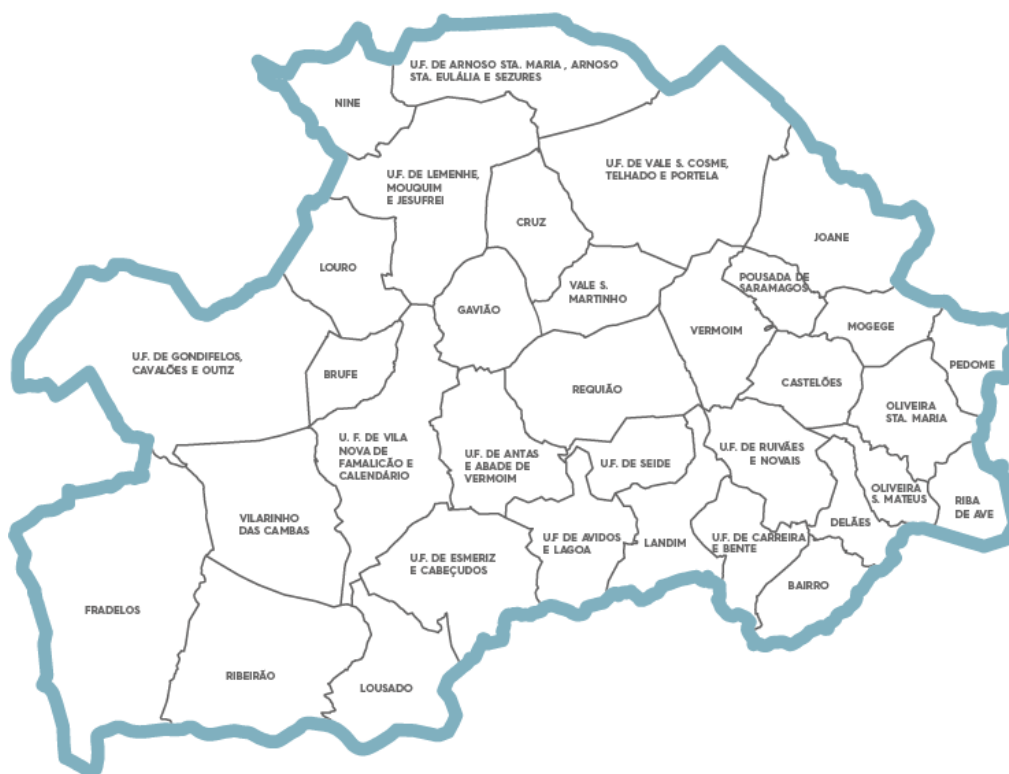 U.F. DE ARNOSO STA. MARIA , ARNOSO
STA. EULÁLIA E SEZURES
NINE
U.F. DE LEMENHE,
MOUQUIM
E JESUFREI
U.F. DE VALE S. COSME,
TELHADO E PORTELA
CRUZ
JOANE
LOURO
VALE S.
MARTINHO
POUSADA DE
SARAMAGOS
GAVIÃO
VERMOIM
MOGEGE
U.F. DE GONDIFELOS,
CAVALÕES E OUTIZ
BRUFE
REQUIÃO
CASTELÕES
PEDOME
OLIVEIRA
STA. MARIA
U. F. DE VILA
NOVA DE
FAMALICÃO E
CALENDÁRIO
U.F. DE ANTAS
E ABADE DE
VERMOIM
U.F. DE SEIDE
U.F. DE RUIVÃES
E NOVAIS
OLIVEIRA
S. MATEUS
RIBA
DE AVE
VILARINHO
DAS CAMBAS
DELÃES
U.F. DE AVIDOS
E LAGOA
LANDIM
U.F. DE CARREIRA
E BENTE
U.F. DE ESMERIZ
E CABEÇUDOS
BAIRRO
FRADELOS
RIBEIRÃO
LOUSADO